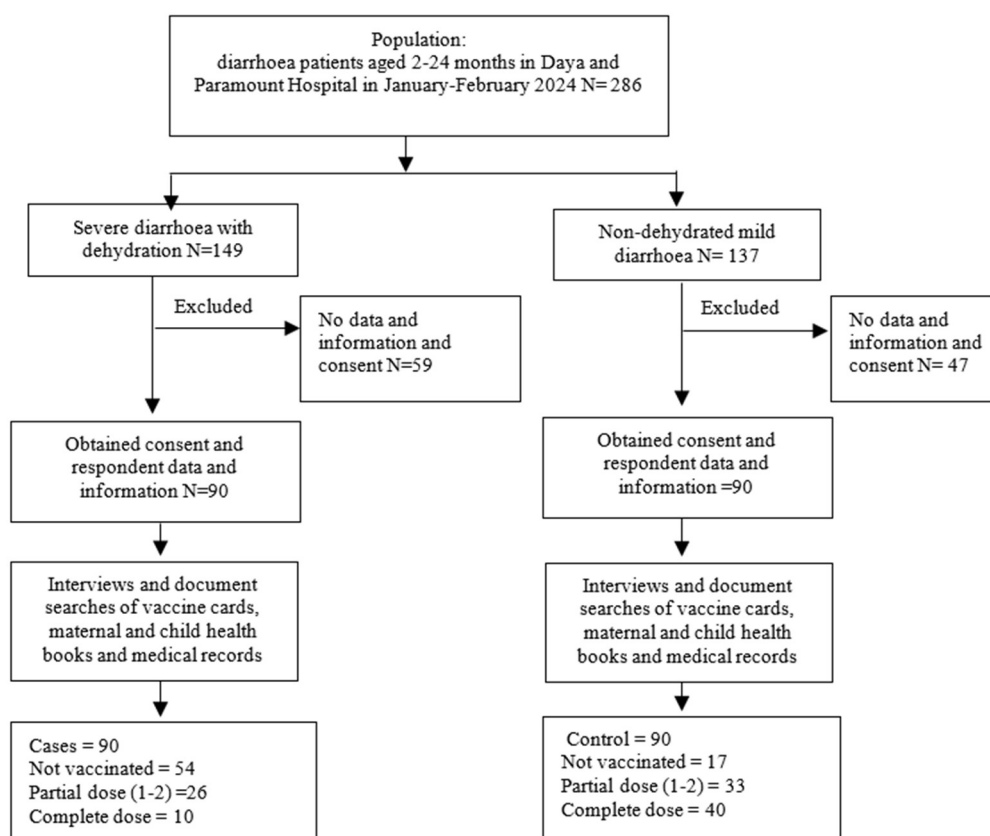 Population:
diarrhoea patients aged 2-24 months in Daya and
Paramount Hospital in January-February 2024 N= 286
Severe diarrhoea with
dehydration N=149
Non-dehydrated mild
diarrhoea N= 137
Excluded
No data and
information and
consent N=59
Excluded
No data and
information and
consent N= 47
Obtained consent and
respondent data and
information N=90
Obtained consent and
respondent data and
information =90
Interviews and document
searches of vaccine cards,
maternal and child health
books and medical records
Interviews and document
searches of vaccine cards,
maternal and child health
books and medical records
Cases = 90
Not vaccinated = 54
Partial dose (1-2) =26
Complete dose = 10
Control = 90
Not vaccinated = 17
Partial dose (1-2) = 33
Complete dose = 40